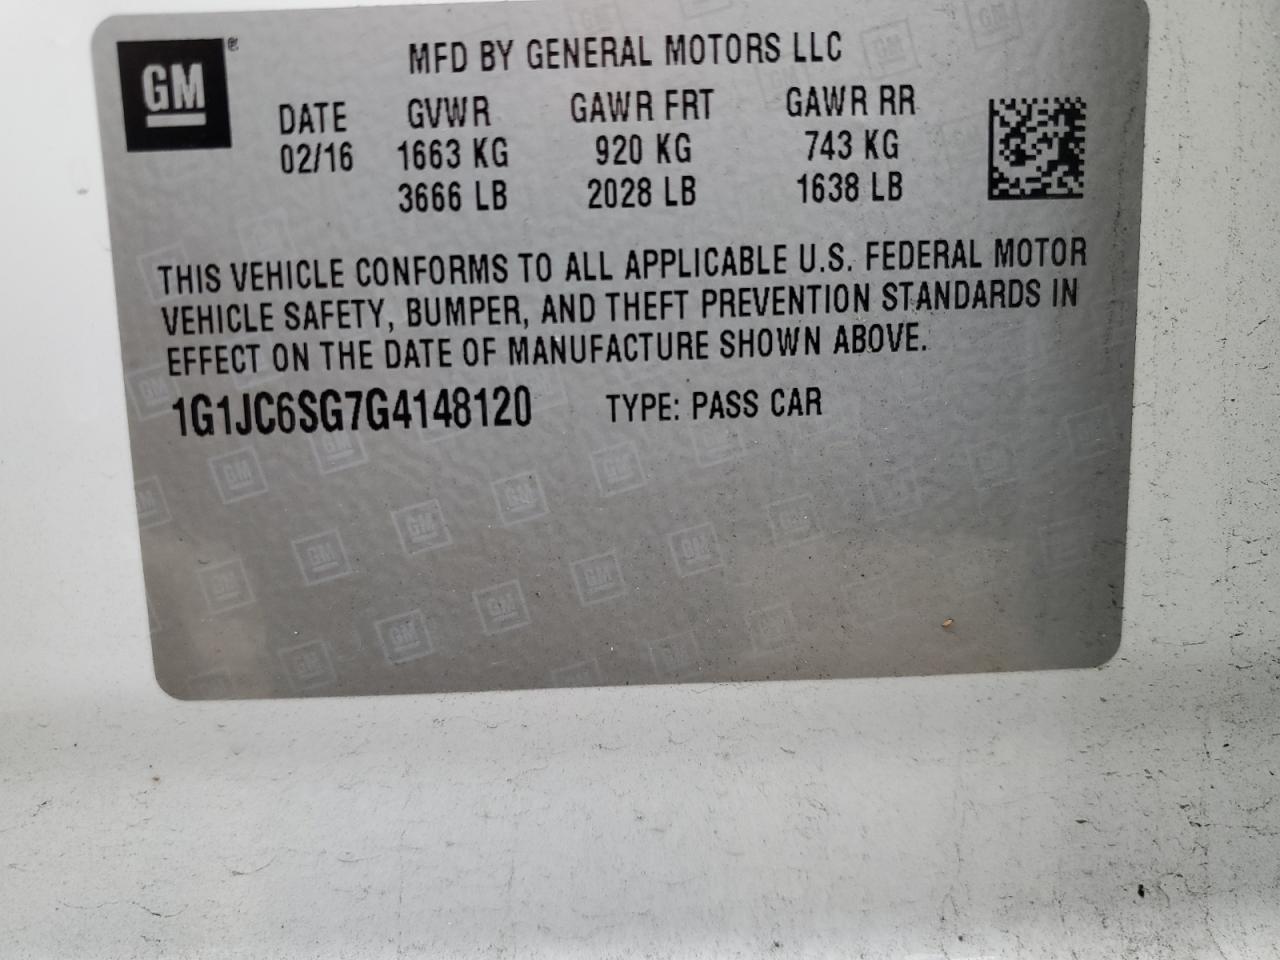 GM®
MFD BY GENERAL MOTORS LLC
DATE GVWR GAWR FRT GAWR RR
02/16 1663 KG 920 KG 743 KG
3666 LB 2028 LB 1638 LB
THIS VEHICLE CONFORMS TO ALL APPLICABLE U.S. FEDERAL MOTOR
VEHICLE SAFETY, BUMPER, AND THEFT PREVENTION STANDARDS IN
EFFECT ON THE DATE OF MANUFACTURE SHOWN ABOVE.
1G1JC6SG7G4148120 TYPE: PASS CAR